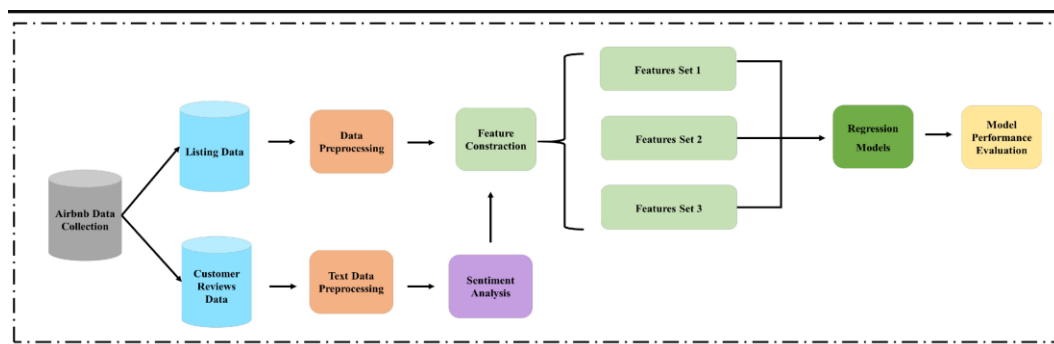 Airbnb Data
Collection
Listing Data
Customer
Reviews
Data
Data
Preprocessing
Text Data
Preprocessing
Feature
Constraction
Sentiment
Analysis
Features Set 1
Features Set 2
Features Set 3
Regression
Models
Model
Performance
Evaluation